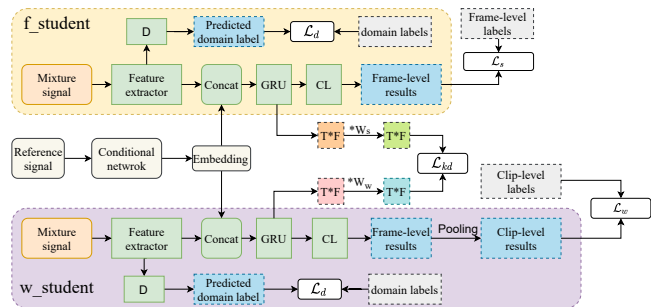 f_student
D
Predicted
domain label
ℒd
domain labels
Frame-level
labels
Mixture
signal
Feature
extractor
Concat
GRU
CL
Frame-level
results
ℒs
T*F
*Ws
T*F
Reference
signal
Conditional
netwrok
Embedding
ℒkd
T*F
*Ww
T*F
Clip-level
labels
Mixture
signal
Feature
extractor
Concat
GRU
CL
Frame-level
results
Pooling
Clip-level
results
ℒw
w_student
D
Predicted
domain label
ℒd
domain labels